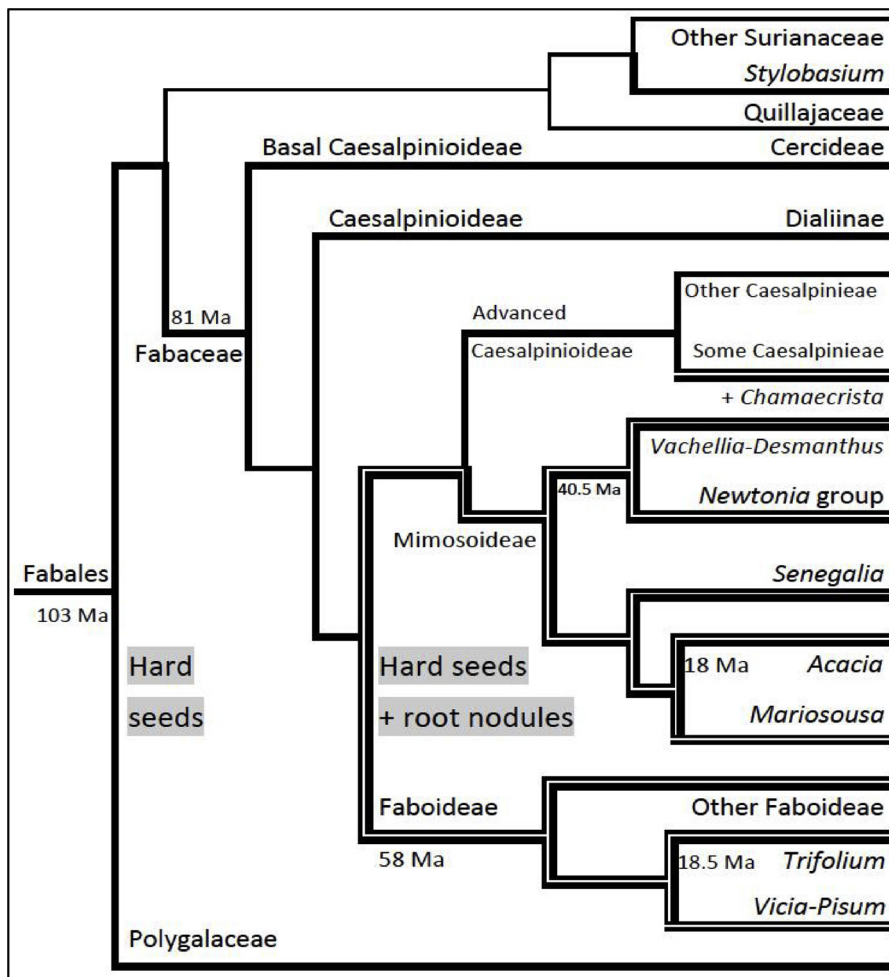 Other Surianaceae
Stylobasium
Quillajaceae
Basal Caesalpinioideae
Cercideae
Caesalpinioideae
Dialiinae
Other Caesalpinieae
81 Ma
Advanced
Fabaceae
Caesalpinioideae
Some Caesalpinieae
+ Chamaecrista
Vachellia-Desmanthus
40.5 Ma
Newtonia group
Mimosoideae
Fabales
Senegalia
103 Ma
Hard
seeds
Hard seeds
+ root nodules
18 Ma
Acacia
Mariosousa
Faboideae
Other Faboideae
58 Ma
18.5 Ma
Trifolium
Vicia-Pisum
Polygalaceae